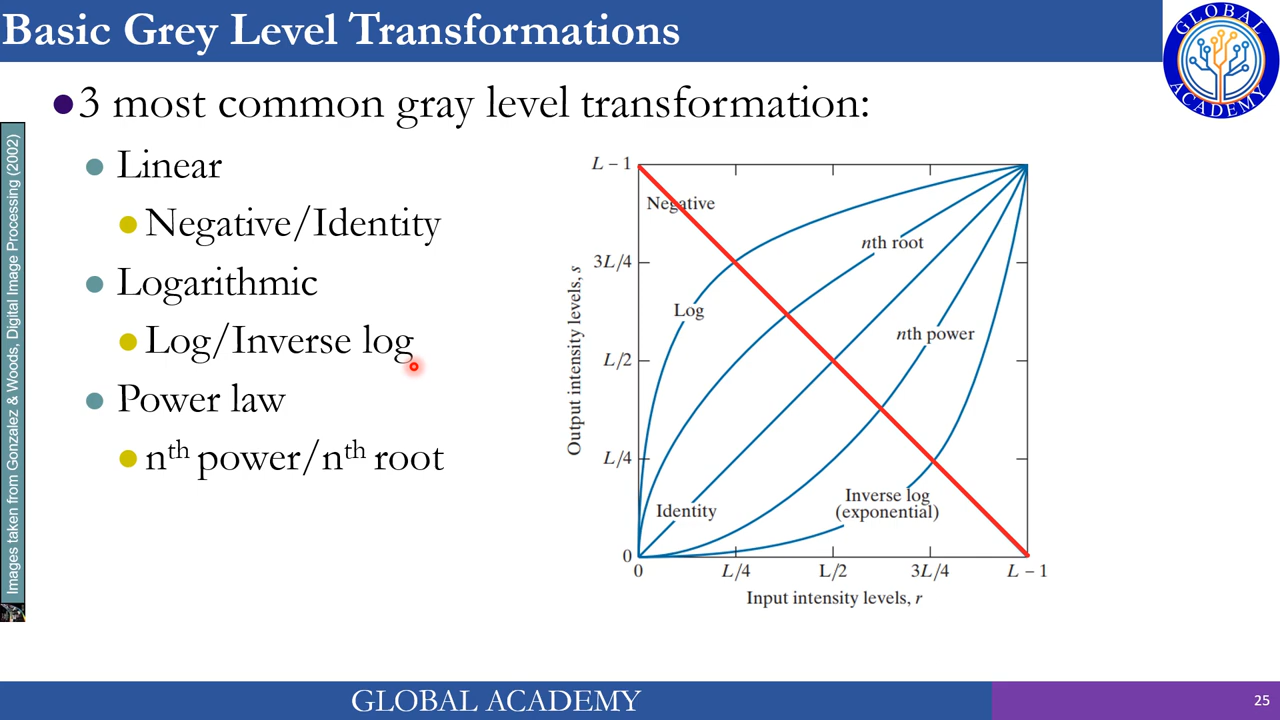 Basic Grey Level Transformations
GLOBAL
ACADEMY
3 most common gray level transformation:
Linear
Negative/Identity
Logarithmic
Log/Inverse log
Power law
nth power/nth root
Images taken from Gonzalez & Woods, Digital Image Processing (2002)
L − 1
3L/4
L/2
L/4
0
Output intensity levels, s
Negative
nth root
Log
nth power
Identity
Inverse log
(exponential)
0 L/4 L/2 3L/4 L − 1
Input intensity levels, r
GLOBAL ACADEMY
25